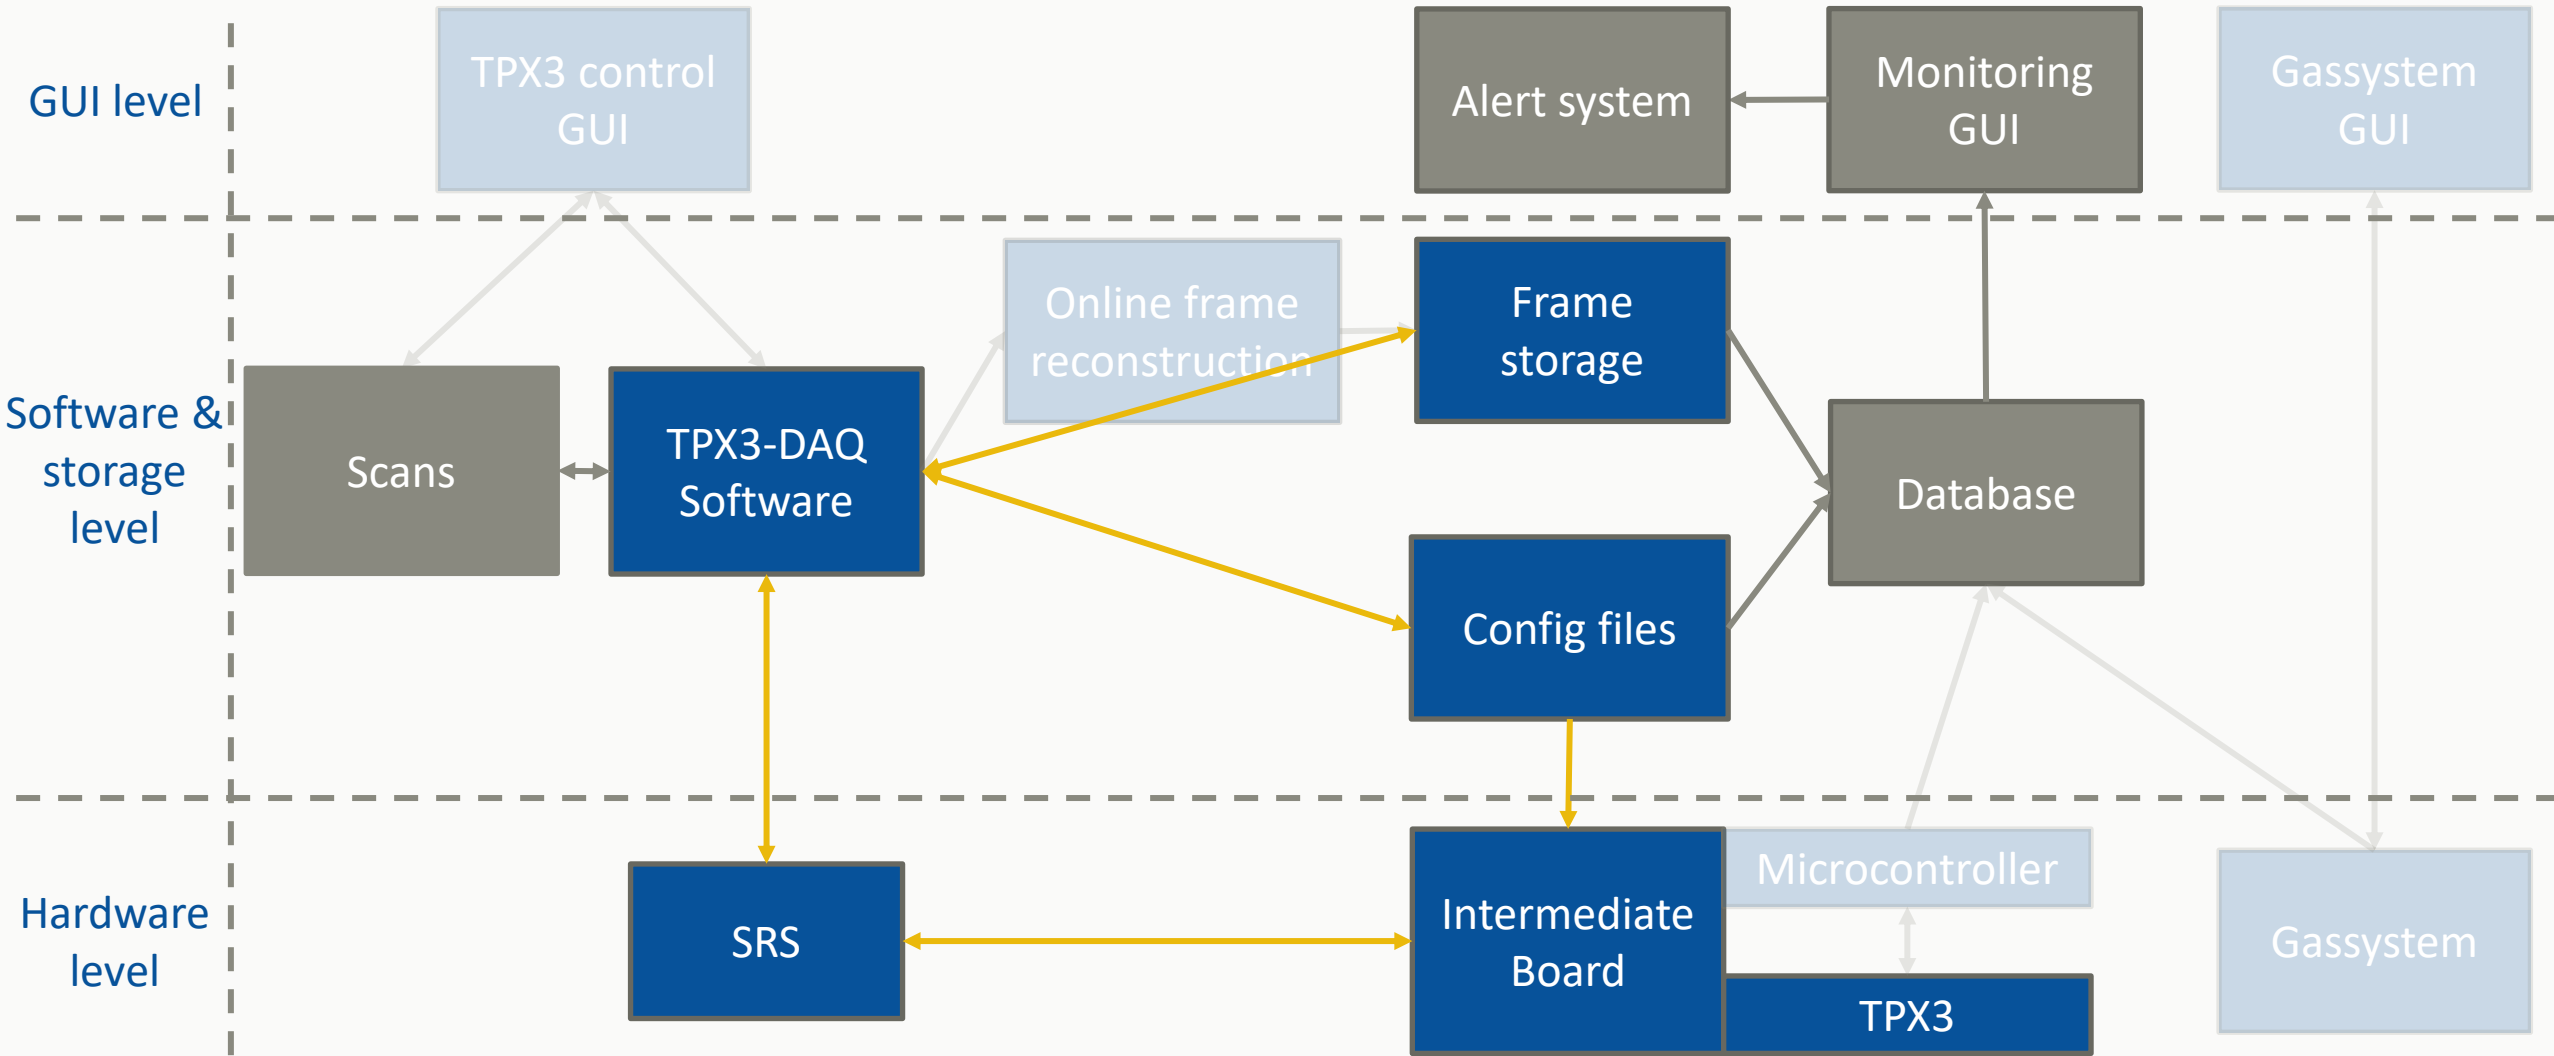 GUI level
TPX3 control
GUI
Alert system
Monitoring
GUI
Gassystem
GUI
Software &
storage
level
Scans
TPX3-DAQ
Software
Online frame
reconstruction
Frame
storage
Config files
Database
Hardware
level
SRS
Intermediate
Board
Microcontroller
TPX3
Gassystem